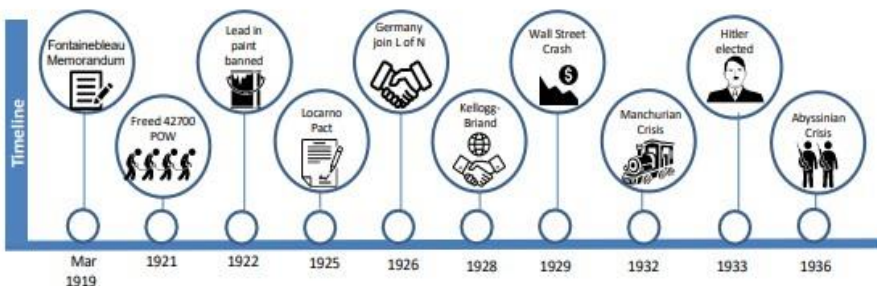 Timeline
Fontainebleau
Memorandum
Freed 42700
POW
Lead in
paint
banned
Locarno
Pact
Germany
join L of N
Kellogg-
Briand
Wall Street
Crash
$
Manchurian
Crisis
Hitler
elected
Abyssinian
Crisis
Mar
1919
1921
1922
1925
1926
1928
1929
1932
1933
1936